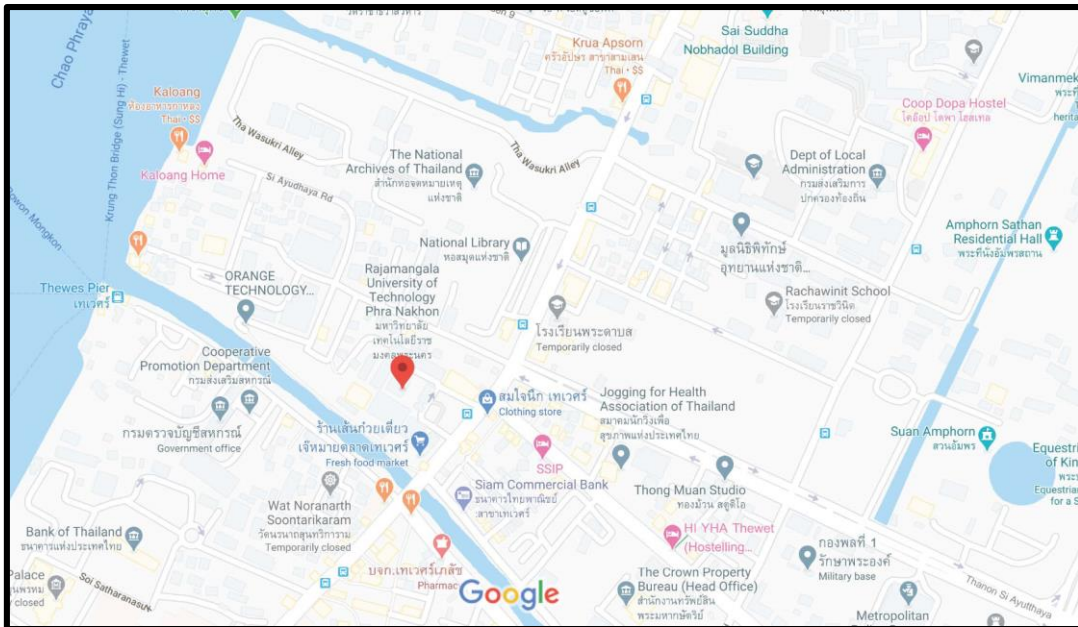 Chao Phraya
Krung Thon Bridge (Sung Hi) - Thewet
Kaloang
ห้องอาหารกาหลง
Thai • $$
Kaloang Home
Tha Wasukri Alley
Si Ayudhaya Rd
Tha Wasukri Alley
Krua Apsorn
ครัวอัปษร สาขาสามเสน
Thai • $$
Sai Suddha
Nobhadol Building
Vimanmek
Coop Dopa Hostel
โคอ็อป โดพา โฮสเทล
Dept of Local
Administration
กรมส่งเสริมการ
ปกครองท้องถิ่น
The National
Archives of Thailand
สำนักหอจดหมายเหตุ
แห่งชาติ
National Library
หอสมุดแห่งชาติ
มูลนิธิพิทักษ์
อุทยานแห่งชาติ...
Amphorn Sathan
Residential Hall
พระที่นั่งอัมพรสถาน
Rachawinit School
โรงเรียนราชวินิต
Temporarily closed
Thewes Pier
เทเวศร์
ORANGE
TECHNOLOGY...
Rajamangala
University of
Technology
Phra Nakhon
มหาวิทยาลัย
เทคโนโลยีราช
มงคลพระนคร
โรงเรียนพระดาบส
Temporarily closed
Cooperative
Promotion Department
กรมส่งเสริมสหกรณ์
กรมตรวจบัญชีสหกรณ์
Government office
สมใจนึก เทเวศร์
Clothing store
Jogging for Health
Association of Thailand
สมาคมนักวิ่งเพื่อ
สุขภาพแห่งประเทศไทย
ร้านเส้นก๋วยเตี๋ยว
เจ๊หมายตลาดเทเวศร์
Fresh food market
SSIP
Suan Amphorn
สวนอัมพร
Siam Commercial Bank
ธนาคารไทยพาณิชย์
:สาขาเทเวศร์
Thong Muan Studio
ทองม้วน สตูดิโอ
Wat Noranarth
Soontarikaram
วัดนรนาถสุนทริการาม
Temporarily closed
Bank of Thailand
ธนาคารแห่งประเทศไทย
HI YHA Thewet
(Hostelling...
กองพลที่ 1
รักษาพระองค์
Military base
บจก.เทเวศร์เภสัช
Pharmac
Google
The Crown Property
Bureau (Head Office)
สำนักงานทรัพย์สิน
พระมหากษัตริย์
Thanon Si Ayutthaya
Metropolitan
Palace
Soi Satharanasuk